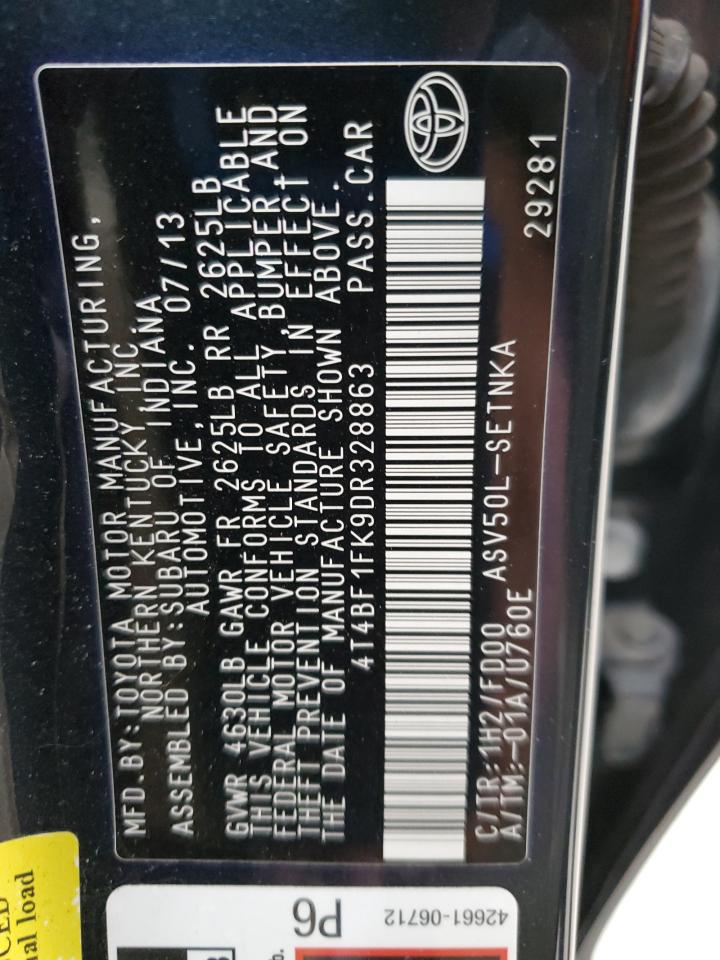 MFD.BY:TOYOTA MOTOR MANUFACTURING,
NORTHERN KENTUCKY, INC.
ASSEMBLED BY:SUBARU OF INDIANA
AUTOMOTIVE,INC. 07/13
GVWR 4630LB GAWR FR 2625LB RR 2625LB
THIS VEHICLE CONFORMS TO ALL APPLICABLE
FEDERAL MOTOR VEHICLE SAFETY,BUMPER AND
THEFT PREVENTION STANDARDS IN EFFECT ON
THE DATE OF MANUFACTURE SHOWN ABOVE.
4T4BF1FK9DR328863 PASS.CAR
C/TR: 1H2/FD00 ASV50L-SETNKA
A/TM:-01A/U760E 29281
nal load
P6
42661-06712